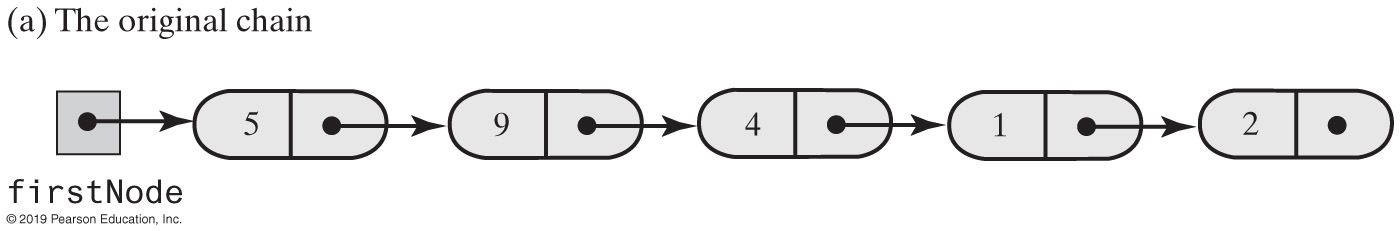 (a) The original chain
5 9 4 1 2
firstNode
© 2019 Pearson Education, Inc.